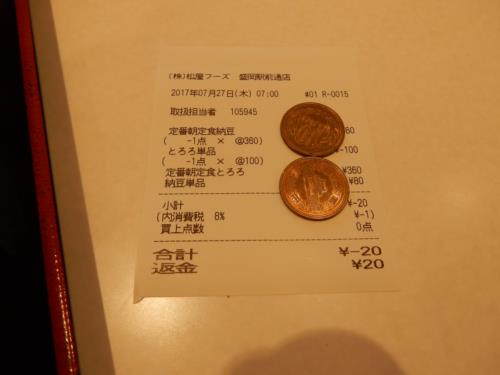 (株)松屋フーズ 盛岡駅前通店
2017年07月27日(木) 07:00 #01 R-0015
取扱担当者 105945
定番朝定食納豆
(  -1点 × @360) 60
とろろ単品 ¥-100
(  -1点 × @100)
定番朝定食とろろ ¥360
納豆単品 ¥80
小計 ¥-20
(内消費税 8% ¥-1)
買上点数 0点
合計 ¥-20
返金 ¥20